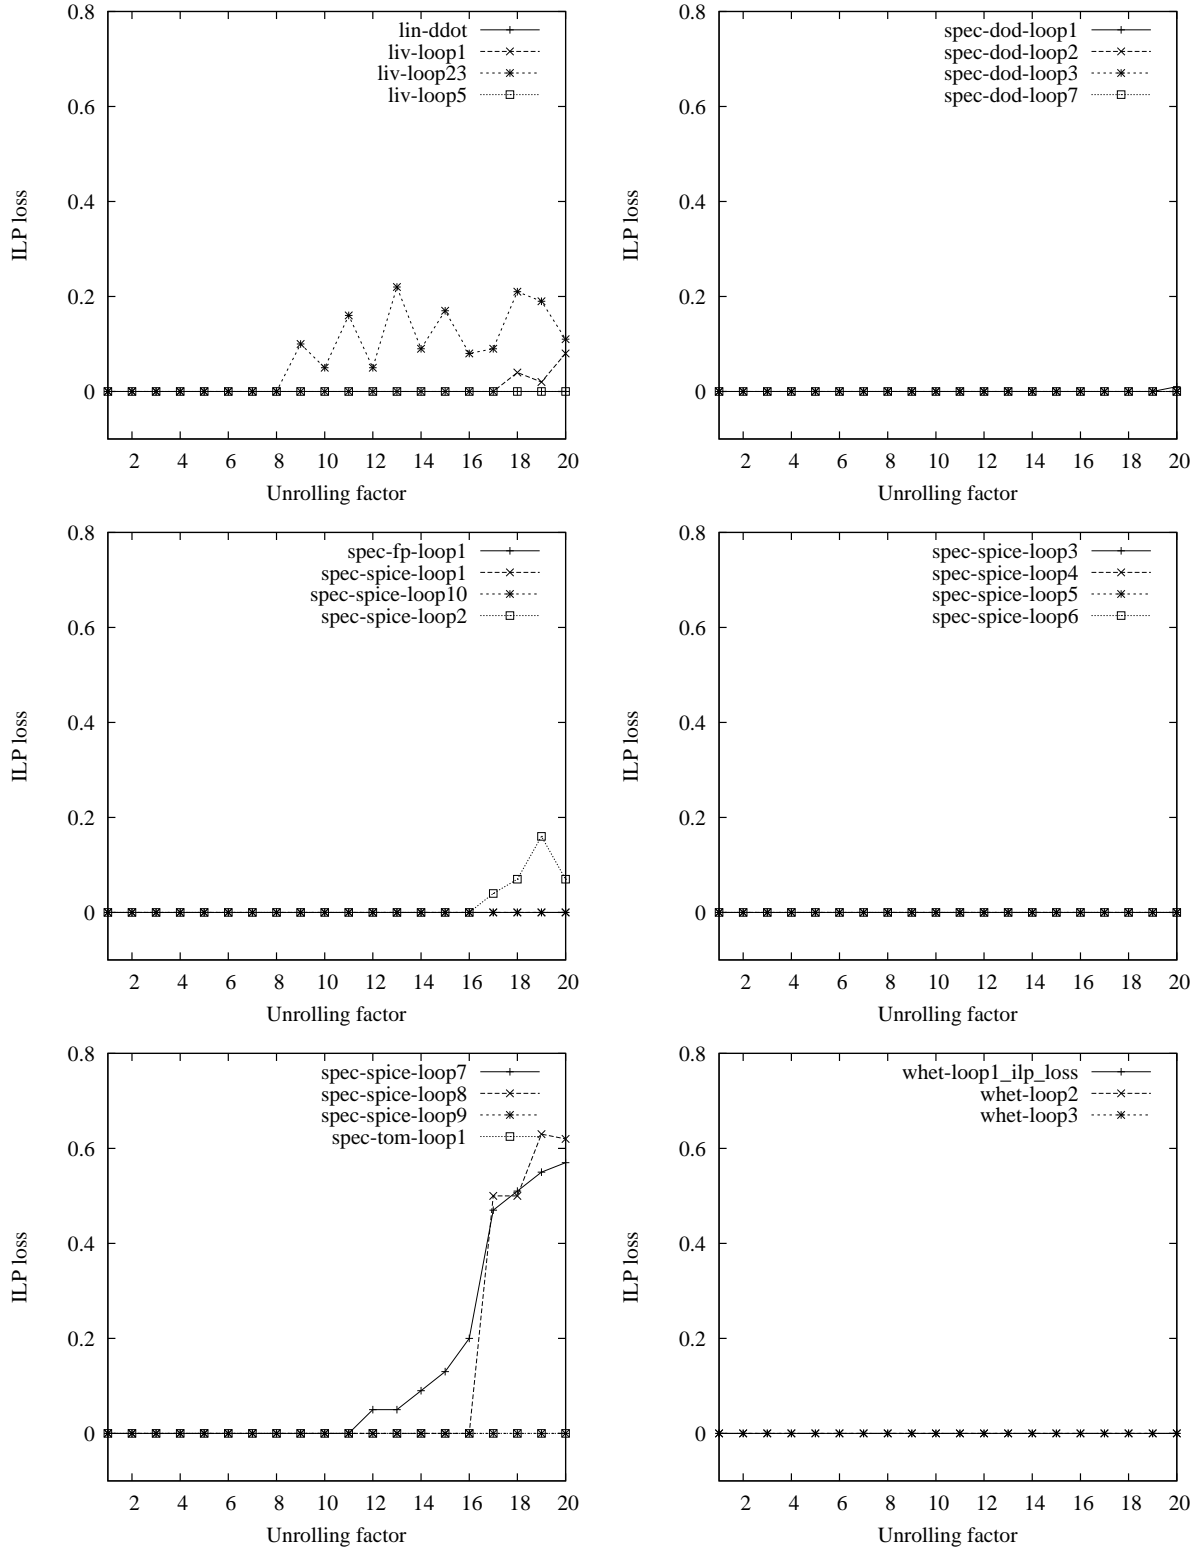 0.8
0.6
0.4
0.2
0
ILP loss
lin-ddot
liv-loop1
liv-loop23
liv-loop5
2 4 6 8 10 12 14 16 18 20
Unrolling factor
0.8
0.6
0.4
0.2
0
ILP loss
spec-dod-loop1
spec-dod-loop2
spec-dod-loop3
spec-dod-loop7
2 4 6 8 10 12 14 16 18 20
Unrolling factor
0.8
0.6
0.4
0.2
0
ILP loss
spec-fp-loop1
spec-spice-loop1
spec-spice-loop10
spec-spice-loop2
2 4 6 8 10 12 14 16 18 20
Unrolling factor
0.8
0.6
0.4
0.2
0
ILP loss
spec-spice-loop3
spec-spice-loop4
spec-spice-loop5
spec-spice-loop6
2 4 6 8 10 12 14 16 18 20
Unrolling factor
0.8
0.6
0.4
0.2
0
ILP loss
spec-spice-loop7
spec-spice-loop8
spec-spice-loop9
spec-tom-loop1
2 4 6 8 10 12 14 16 18 20
Unrolling factor
0.8
0.6
0.4
0.2
0
ILP loss
whet-loop1_ilp_loss
whet-loop2
whet-loop3
2 4 6 8 10 12 14 16 18 20
Unrolling factor